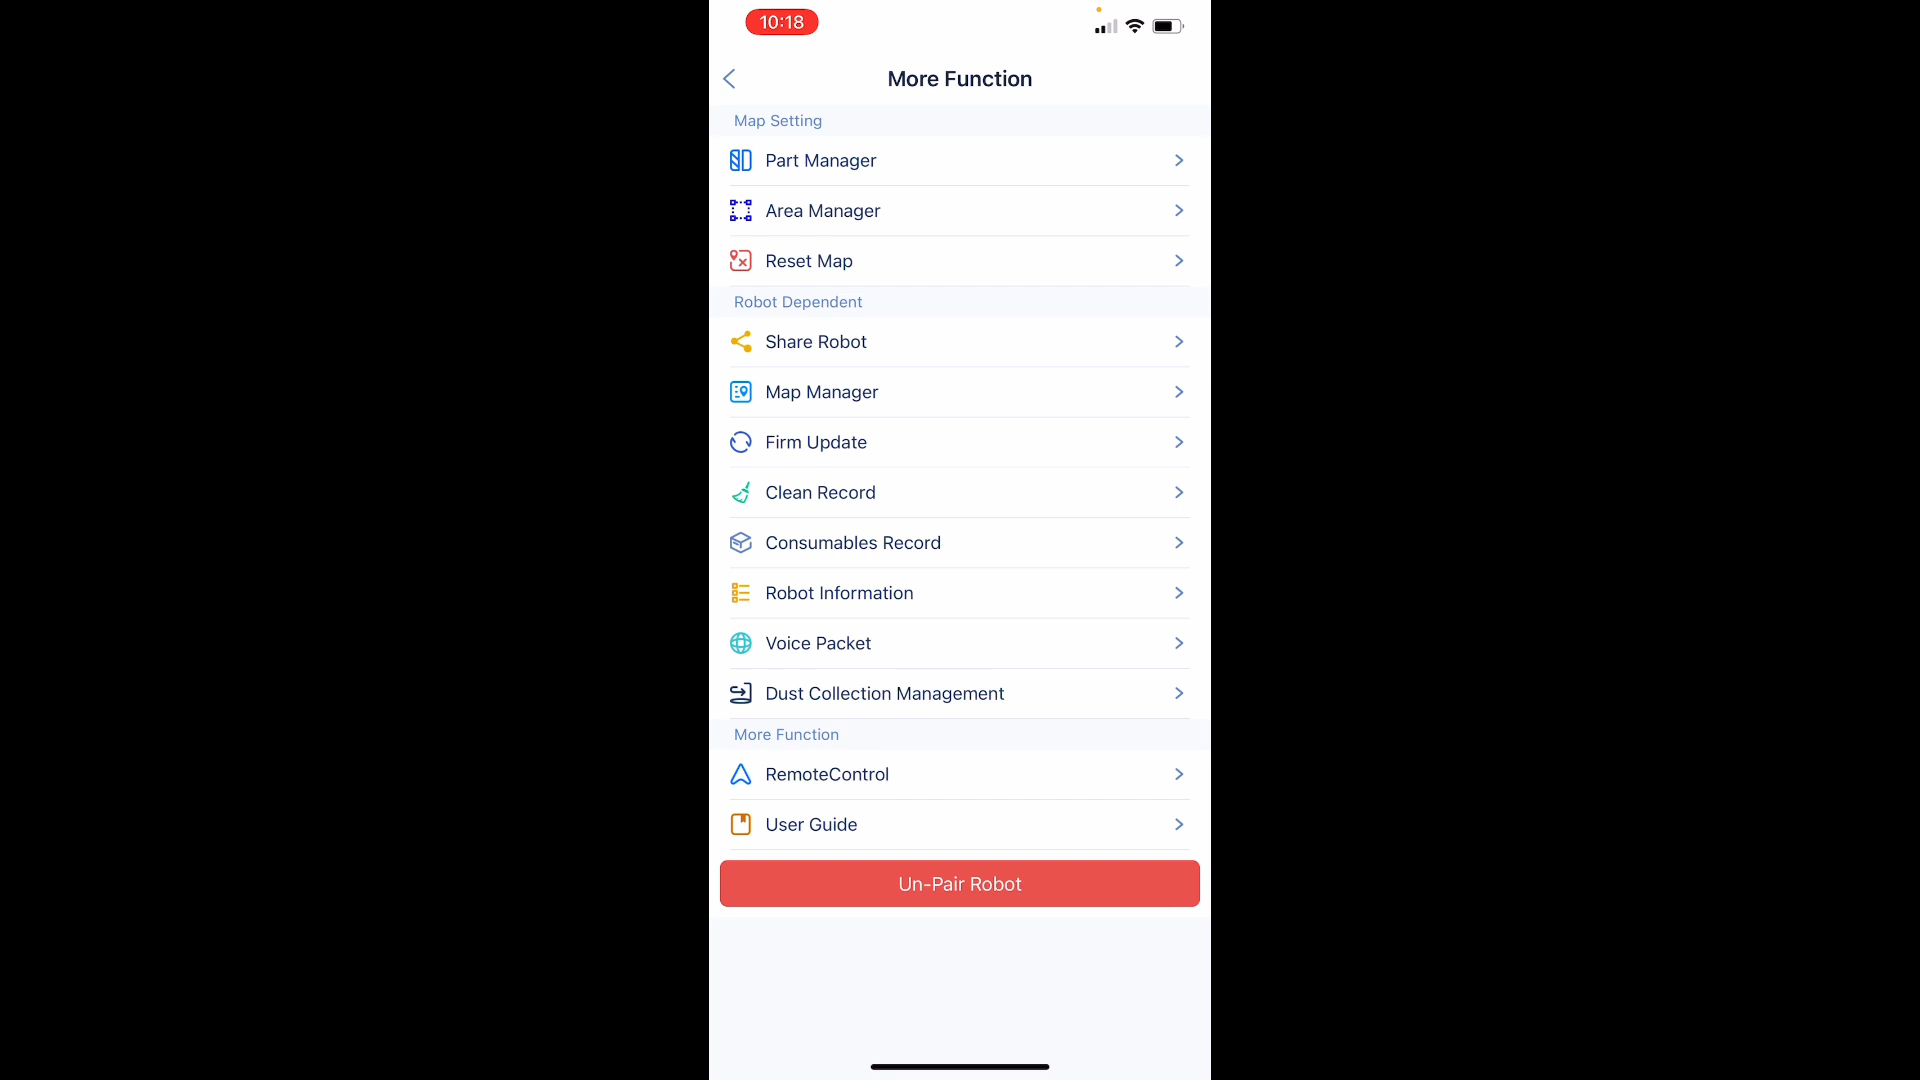 10:18
More Function
Map Setting
Part Manager
Area Manager
Reset Map
Robot Dependent
Share Robot
Map Manager
Firm Update
Clean Record
Consumables Record
Robot Information
Voice Packet
Dust Collection Management
More Function
RemoteControl
User Guide
Un-Pair Robot